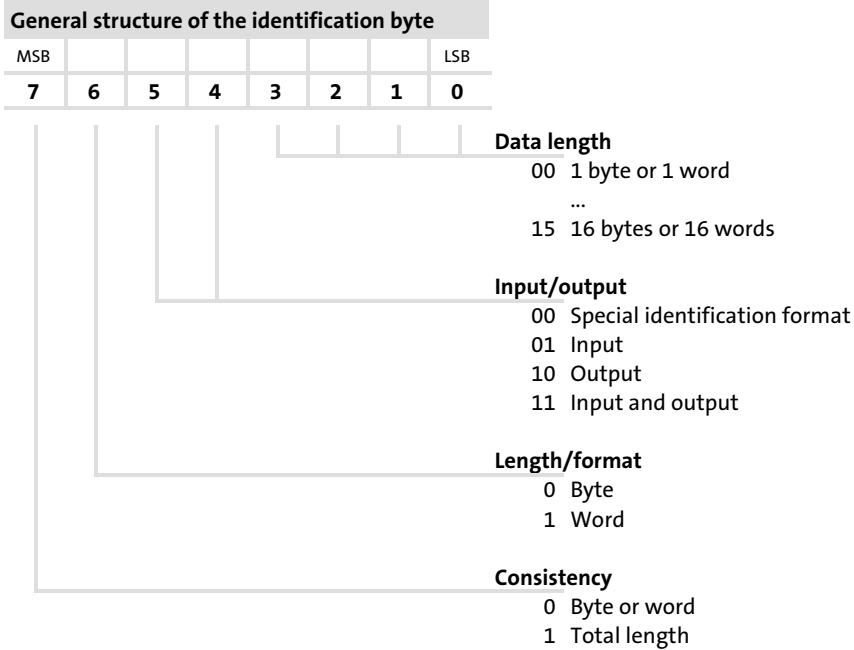 General structure of the identification byte
MSB LSB
7 6 5 4 3 2 1 0
Data length
00 1 byte or 1 word
...
15 16 bytes or 16 words
Input/output
00 Special identification format
01 Input
10 Output
11 Input and output
Length/format
0 Byte
1 Word
Consistency
0 Byte or word
1 Total length